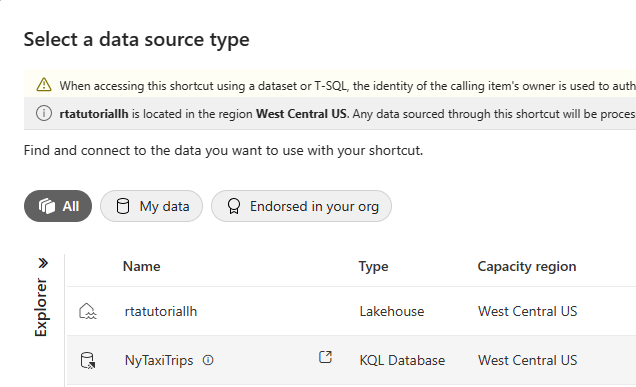 Select a data source type
When accessing this shortcut using a dataset or T-SQL, the identity of the calling item's owner is used to auth
rtatutoriallh is located in the region West Central US. Any data sourced through this shortcut will be proces
Find and connect to the data you want to use with your shortcut.
All My data Endorsed in your org
Explorer
Name Type Capacity region
rtatutoriallh Lakehouse West Central US
NyTaxiTrips KQL Database West Central US